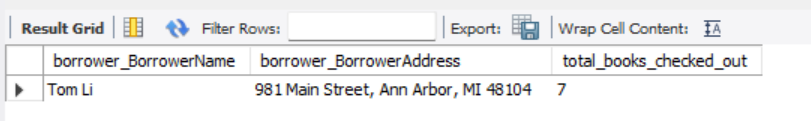 Result Grid Filter Rows: Export: Wrap Cell Content: IA
borrower_BorrowerName borrower_BorrowerAddress total_books_checked_out
Tom Li 981 Main Street, Ann Arbor, MI 48104 7